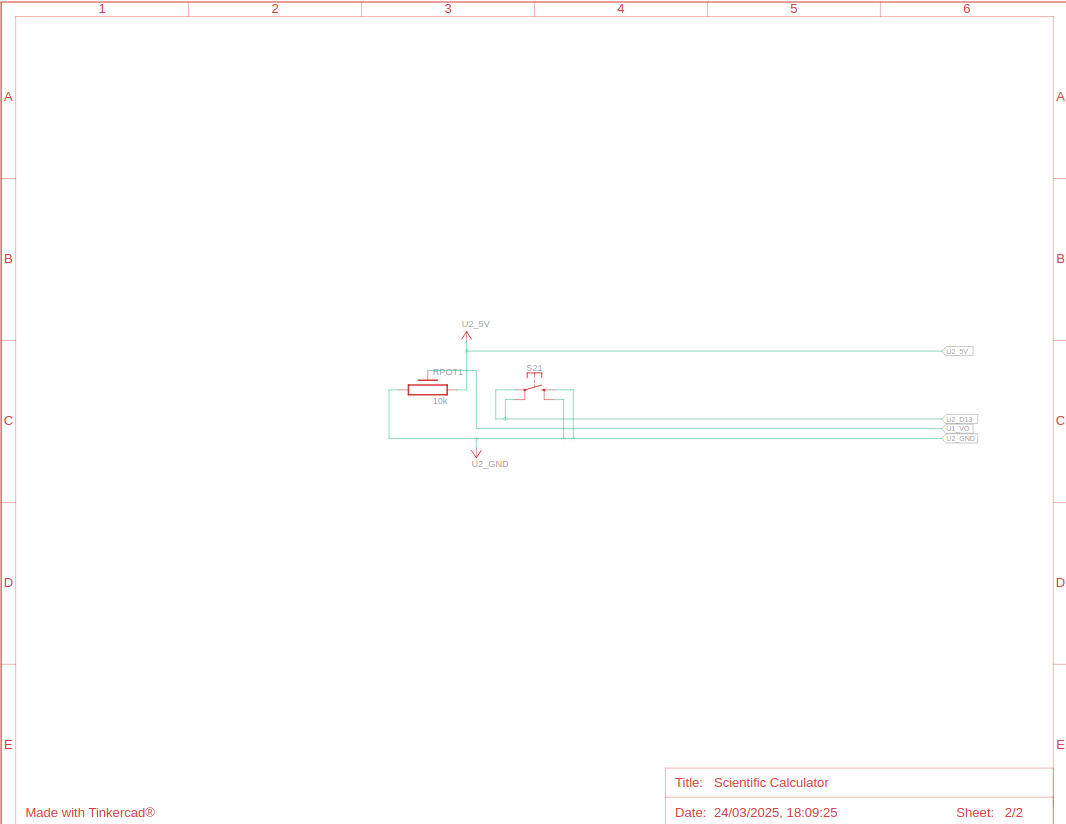 1 2 3 4 5 6
A A
B B
U2_5V
U2_5V
S21
RPOT1
10k
C C
U2_D13
U1_VO
U2_GND
U2_GND
D D
E E
Title: Scientific Calculator
Made with Tinkercad®
Date: 24/03/2025, 18:09:25 Sheet: 2/2